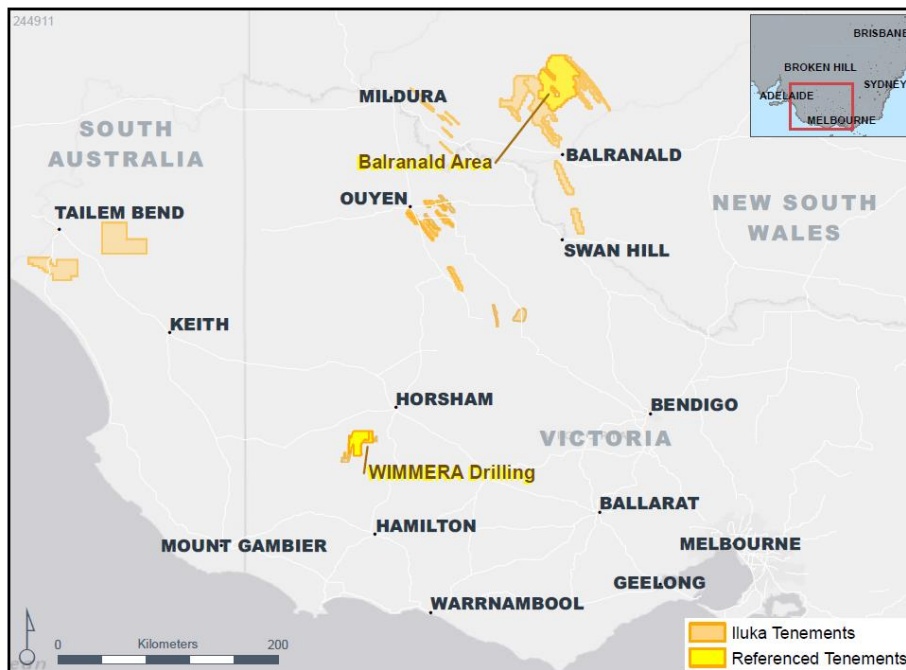 244911
BRISBANE
BROKEN HILL
SYDNEY
ADELAIDE
MELBOURNE
MILDURA
SOUTH
AUSTRALIA
Balranald Area
BALRANALD
OUYEN
TAILEM BEND
NEW SOUTH
WALES
SWAN HILL
KEITH
HORSHAM
BENDIGO
VICTORIA
WIMMERA Drilling
BALLARAT
HAMILTON
MOUNT GAMBIER
MELBOURNE
GEELONG
WARRNAMBOOL
0 Kilometers 200
Iluka Tenements
Referenced Tenements